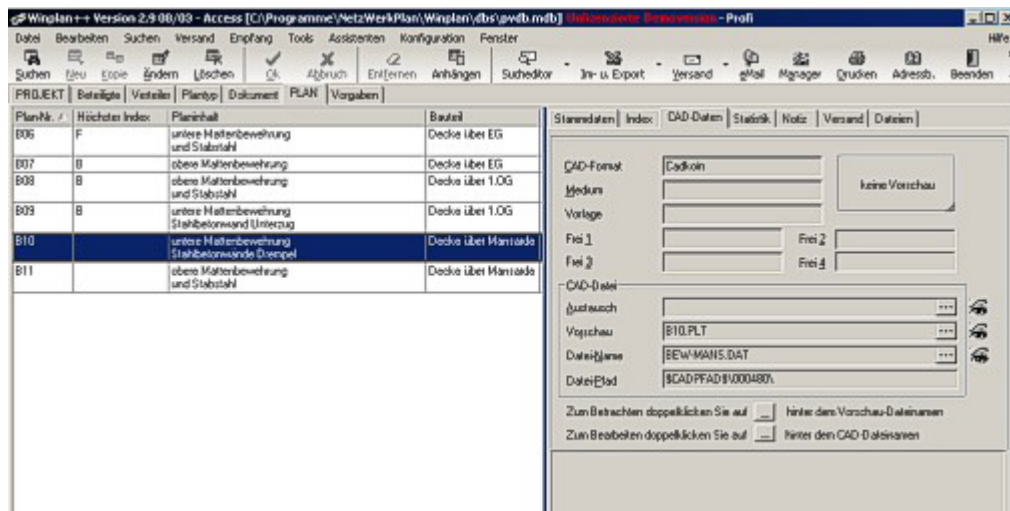 Winplan++ Version 2.9 08/03 - Access [C:\Programme\NetzWerkPlan\Winplan\dbs\pvdb.mdb] Unlizenzierte Demoversion - Profi
Datei Bearbeiten Suchen Versand Empfang Tools Assistenten Konfiguration Fenster Hilfe
Suchen Neu Kopie Ändern Löschen Ok Abbruch Entfernen Anhängen Sucheditor Im- u. Export Versand eMail Manager Drucken Adressb. Beenden
PROJEKT Beteiligte Verteiler Plantyp Dokument PLAN Vorgaben
Stammdaten Index CAD-Daten Statistik Notiz Versand Dateien
Plan-Nr. Höchster Index Planinhalt Bauteil
B06 F untere Mattenbewehrung Decke über EG
und Stabstahl
B07 B obere Mattenbewehrung Decke über EG
B08 B obere Mattenbewehrung Decke über 1.OG
und Stabstahl
B09 B untere Mattenbewehrung Decke über 1.OG
Stahlbetonwand Unterzug
B10 untere Mattenbewehrung Decke über Mansarde
Stahlbetonwände Drempel
B11 obere Mattenbewehrung Decke über Mansarde
und Stabstahl
CAD-Format Cadkoin
keine Vorschau
Medium
Vorlage
Frei 1 Frei 2
Frei 3 Frei 4
CAD-Datei
Austausch ...
Vorschau B10.PLT ...
DateiName BEW-MANS.DAT ...
DateiPfad $CADPFAD$\000480\
Zum Betrachten doppelklicken Sie auf ... hinter dem Vorschau-Dateinamen
Zum Bearbeiten doppelklicken Sie auf ... hinter dem CAD-Dateinamen